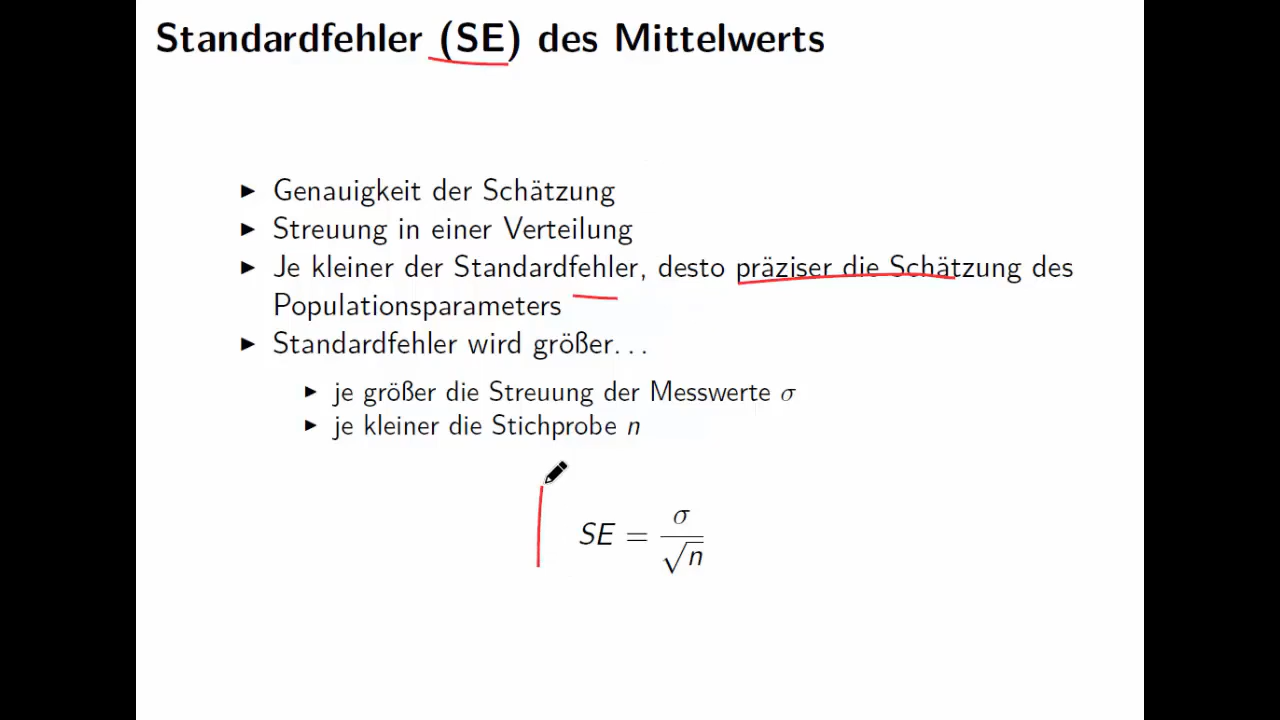 Standardfehler (SE) des Mittelwerts
▶ Genauigkeit der Schätzung
▶ Streuung in einer Verteilung
▶ Je kleiner der Standardfehler, desto präziser die Schätzung des
Populationsparameters
▶ Standardfehler wird größer...
▶ je größer die Streuung der Messwerte σ
▶ je kleiner die Stichprobe n
SE = σ/√n